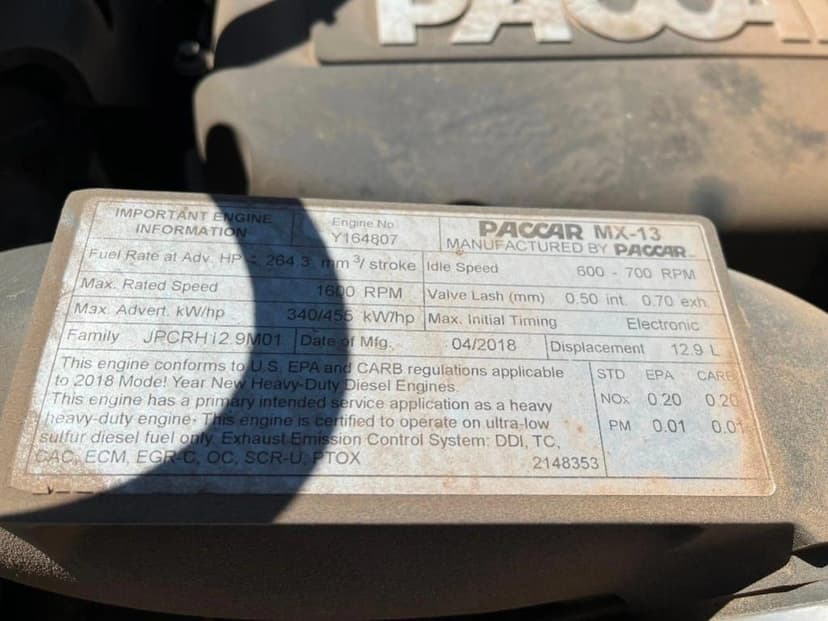 PACCAR
IMPORTANT ENGINE INFORMATION
Engine No Y164807
PACCAR MX-13
MANUFACTURED BY PACCAR
Fuel Rate at Adv. HP : 264.3 mm³/ stroke
Idle Speed 600 - 700 RPM
Max. Rated Speed 1600 RPM
Valve Lash (mm) 0.50 int. 0.70 exh.
Max. Advert. kW/hp 340/455 kW/hp
Max. Initial Timing Electronic
Family JPCRH12.9M01
Date of Mfg. 04/2018
Displacement 12.9 L
This engine conforms to U.S. EPA and CARB regulations applicable
to 2018 Model Year New Heavy-Duty Diesel Engines.
This engine has a primary intended service application as a heavy
heavy-duty engine. This engine is certified to operate on ultra-low
sulfur diesel fuel only. Exhaust Emission Control System: DDI, TC,
CAC, ECM, EGR-C, OC, SCR-U, PTOX
2148353
STD EPA CARB
NOx 0.20 0.20
PM 0.01 0.01